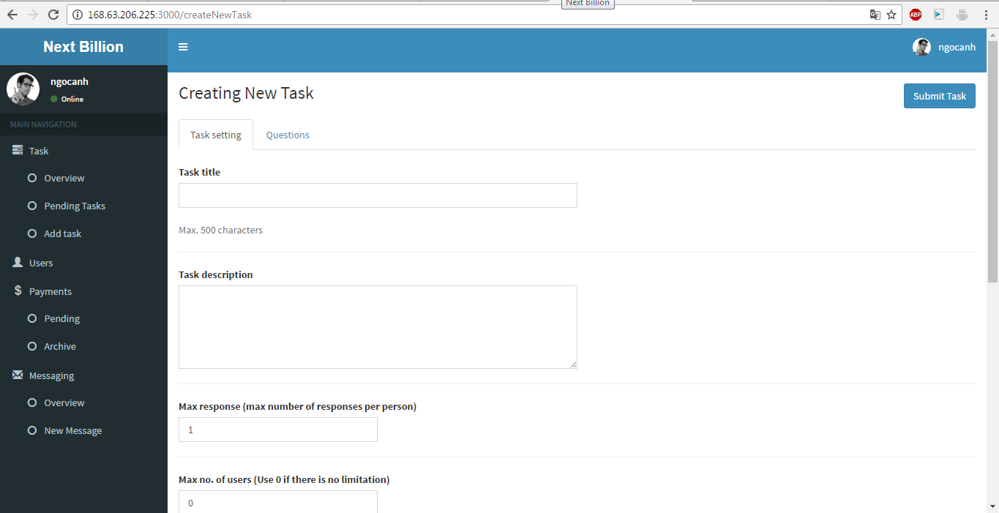 Next Billion
168.63.206.225:3000/createNewTask
ABP
Next Billion
ngocanh
ngocanh
Online
MAIN NAVIGATION
Task
Overview
Pending Tasks
Add task
Users
Payments
Pending
Archive
Messaging
Overview
New Message
Creating New Task
Submit Task
Task setting
Questions
Task title
Max. 500 characters
Task description
Max response (max number of responses per person)
1
Max no. of users (Use 0 if there is no limitation)
0